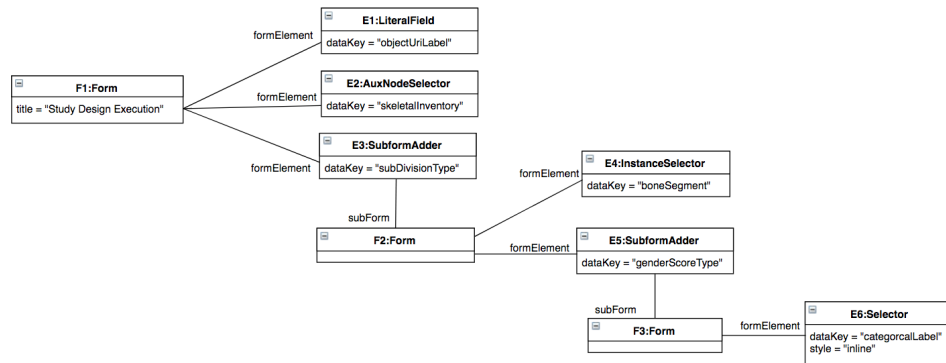 E1:LiteralField
formElement
dataKey = "objectUriLabel"
F1:Form
title = "Study Design Execution"
E2:AuxNodeSelector
formElement
dataKey = "skeletalInventory"
E3:SubformAdder
formElement
dataKey = "subDivisionType"
subForm
F2:Form
E4:InstanceSelector
formElement
dataKey = "boneSegment"
E5:SubformAdder
formElement
dataKey = "genderScoreType"
subForm
F3:Form
E6:Selector
formElement
dataKey = "categorcalLabel"
style = "inline"